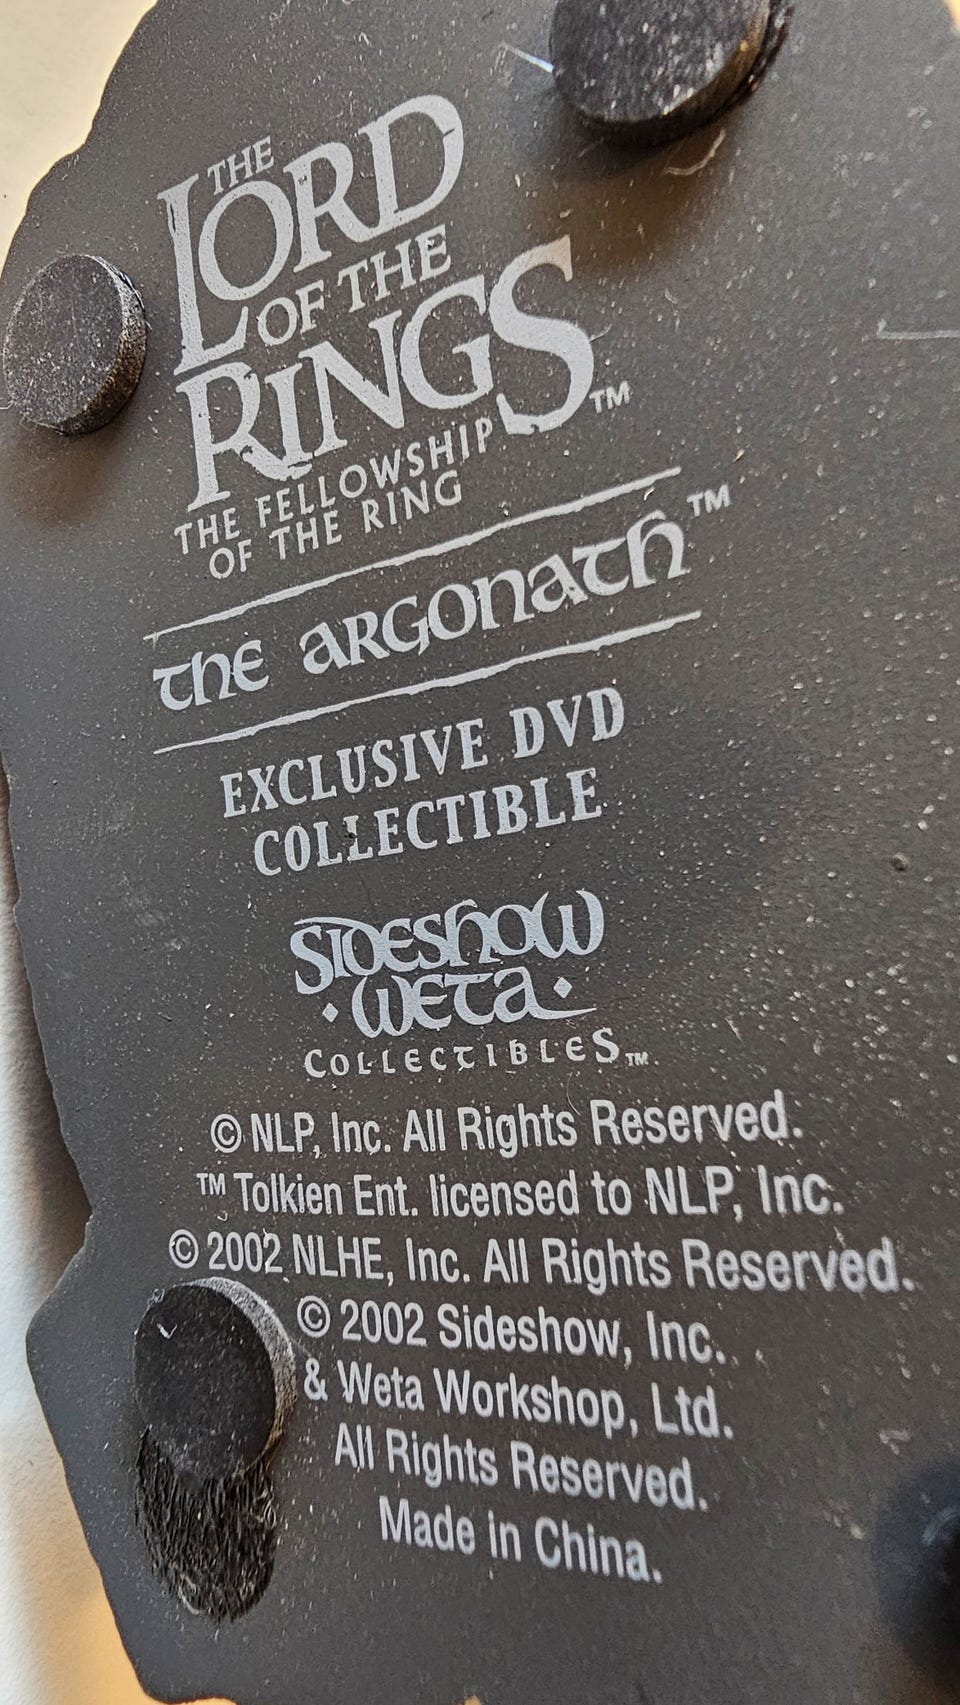 THE
LORD
OF THE
RINGS™
THE FELLOWSHIP
OF THE RING
the ARGONATH™
EXCLUSIVE DVD
COLLECTIBLE
SIDESHOW
·WETA·
COLLECTIBLES™
© NLP, Inc. All Rights Reserved.
™ Tolkien Ent. licensed to NLP, Inc.
© 2002 NLHE, Inc. All Rights Reserved.
© 2002 Sideshow, Inc.
& Weta Workshop, Ltd.
All Rights Reserved.
Made in China.